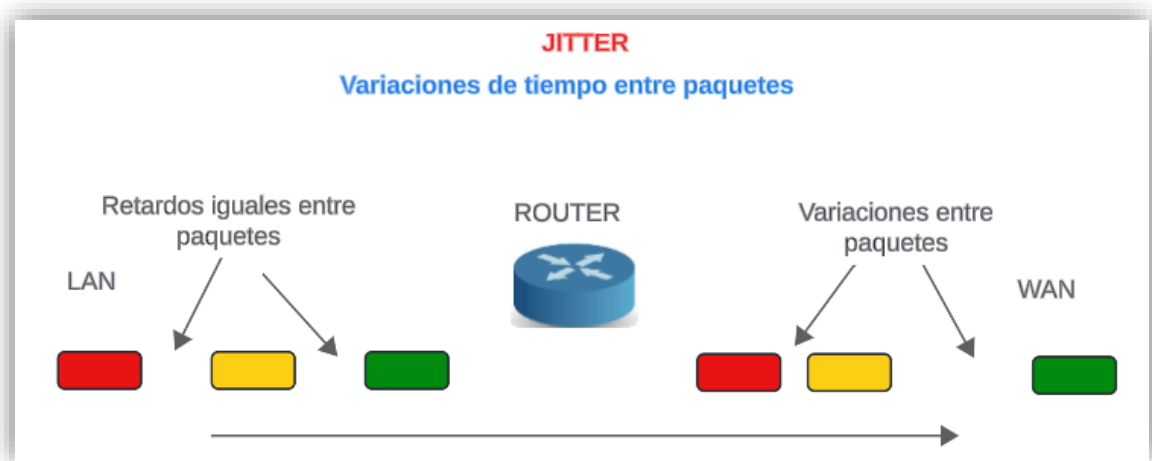 JITTER
Variaciones de tiempo entre paquetes
Retardos iguales entre
paquetes
ROUTER
Variaciones entre
paquetes
LAN
WAN